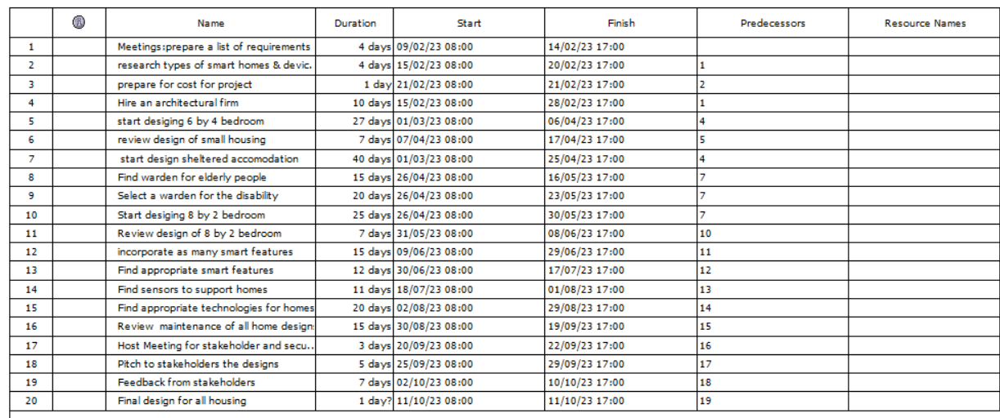 Name Duration Start Finish Predecessors Resource Names
1 Meetings:prepare a list of requirements 4 days 09/02/23 08:00 14/02/23 17:00
2 research types of smart homes & devic. 4 days 15/02/23 08:00 20/02/23 17:00 1
3 prepare for cost for project 1 day 21/02/23 08:00 21/02/23 17:00 2
4 Hire an architectural firm 10 days 15/02/23 08:00 28/02/23 17:00 1
5 start desiging 6 by 4 bedroom 27 days 01/03/23 08:00 06/04/23 17:00 4
6 review design of small housing 7 days 07/04/23 08:00 17/04/23 17:00 5
7 start design sheltered accomodation 40 days 01/03/23 08:00 25/04/23 17:00 4
8 Find warden for elderly people 15 days 26/04/23 08:00 16/05/23 17:00 7
9 Select a warden for the disability 20 days 26/04/23 08:00 23/05/23 17:00 7
10 Start desiging 8 by 2 bedroom 25 days 26/04/23 08:00 30/05/23 17:00 7
11 Review design of 8 by 2 bedroom 7 days 31/05/23 08:00 08/06/23 17:00 10
12 incorporate as many smart features 15 days 09/06/23 08:00 29/06/23 17:00 11
13 Find appropriate smart features 12 days 30/06/23 08:00 17/07/23 17:00 12
14 Find sensors to support homes 11 days 18/07/23 08:00 01/08/23 17:00 13
15 Find appropriate technologies for homes 20 days 02/08/23 08:00 29/08/23 17:00 14
16 Review maintenance of all home design 15 days 30/08/23 08:00 19/09/23 17:00 15
17 Host Meeting for stakeholder and secu.. 3 days 20/09/23 08:00 22/09/23 17:00 16
18 Pitch to stakeholders the designs 5 days 25/09/23 08:00 29/09/23 17:00 17
19 Feedback from stakeholders 7 days 02/10/23 08:00 10/10/23 17:00 18
20 Final design for all housing 1 day? 11/10/23 08:00 11/10/23 17:00 19